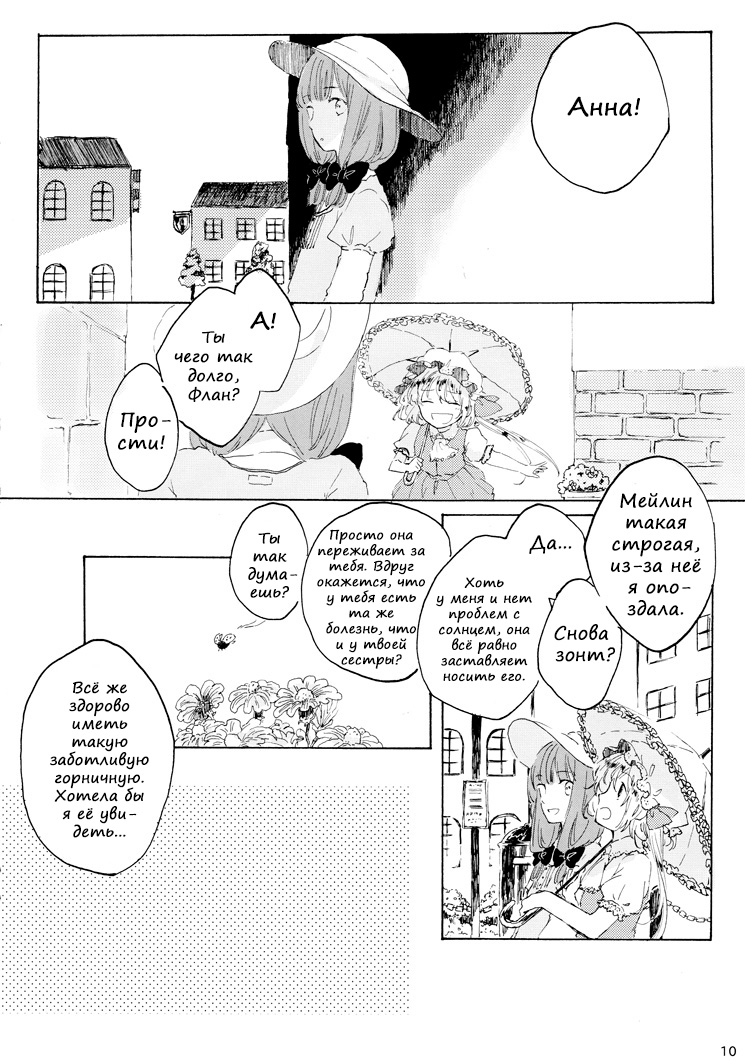 Анна!
А!
Ты
чего так
долго,
Флан?
Про-
сти!
Мейлин
такая
строгая,
из-за неё
я опо-
здала.
Снова
зонт?
Да...
Хоть
у меня и нет
проблем с
солнцем, она
всё равно
заставляет
носить его.
Просто она
переживает за
тебя. Вдруг
окажется, что
у тебя есть
та же
болезнь, что
и у твоей
сестры?
Ты
так
дума-
ешь?
Всё же
здорово
иметь
такую
заботливую
горничную.
Хотела бы
я её уви-
деть...
10